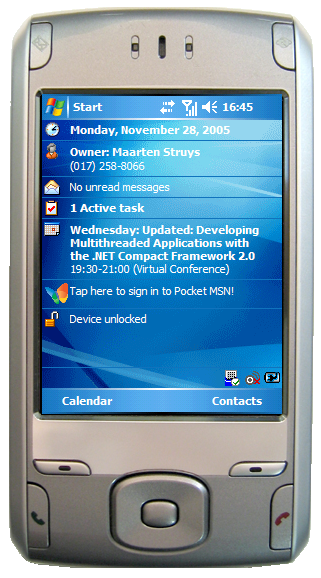 Start 16:45
Monday, November 28, 2005
Owner: Maarten Struys
(017) 258-8066
No unread messages
1 Active task
Wednesday: Updated: Developing
Multithreaded Applications with
the .NET Compact Framework 2.0
19:30-21:00 (Virtual Conference)
Tap here to sign in to Pocket MSN!
Device unlocked
Calendar Contacts